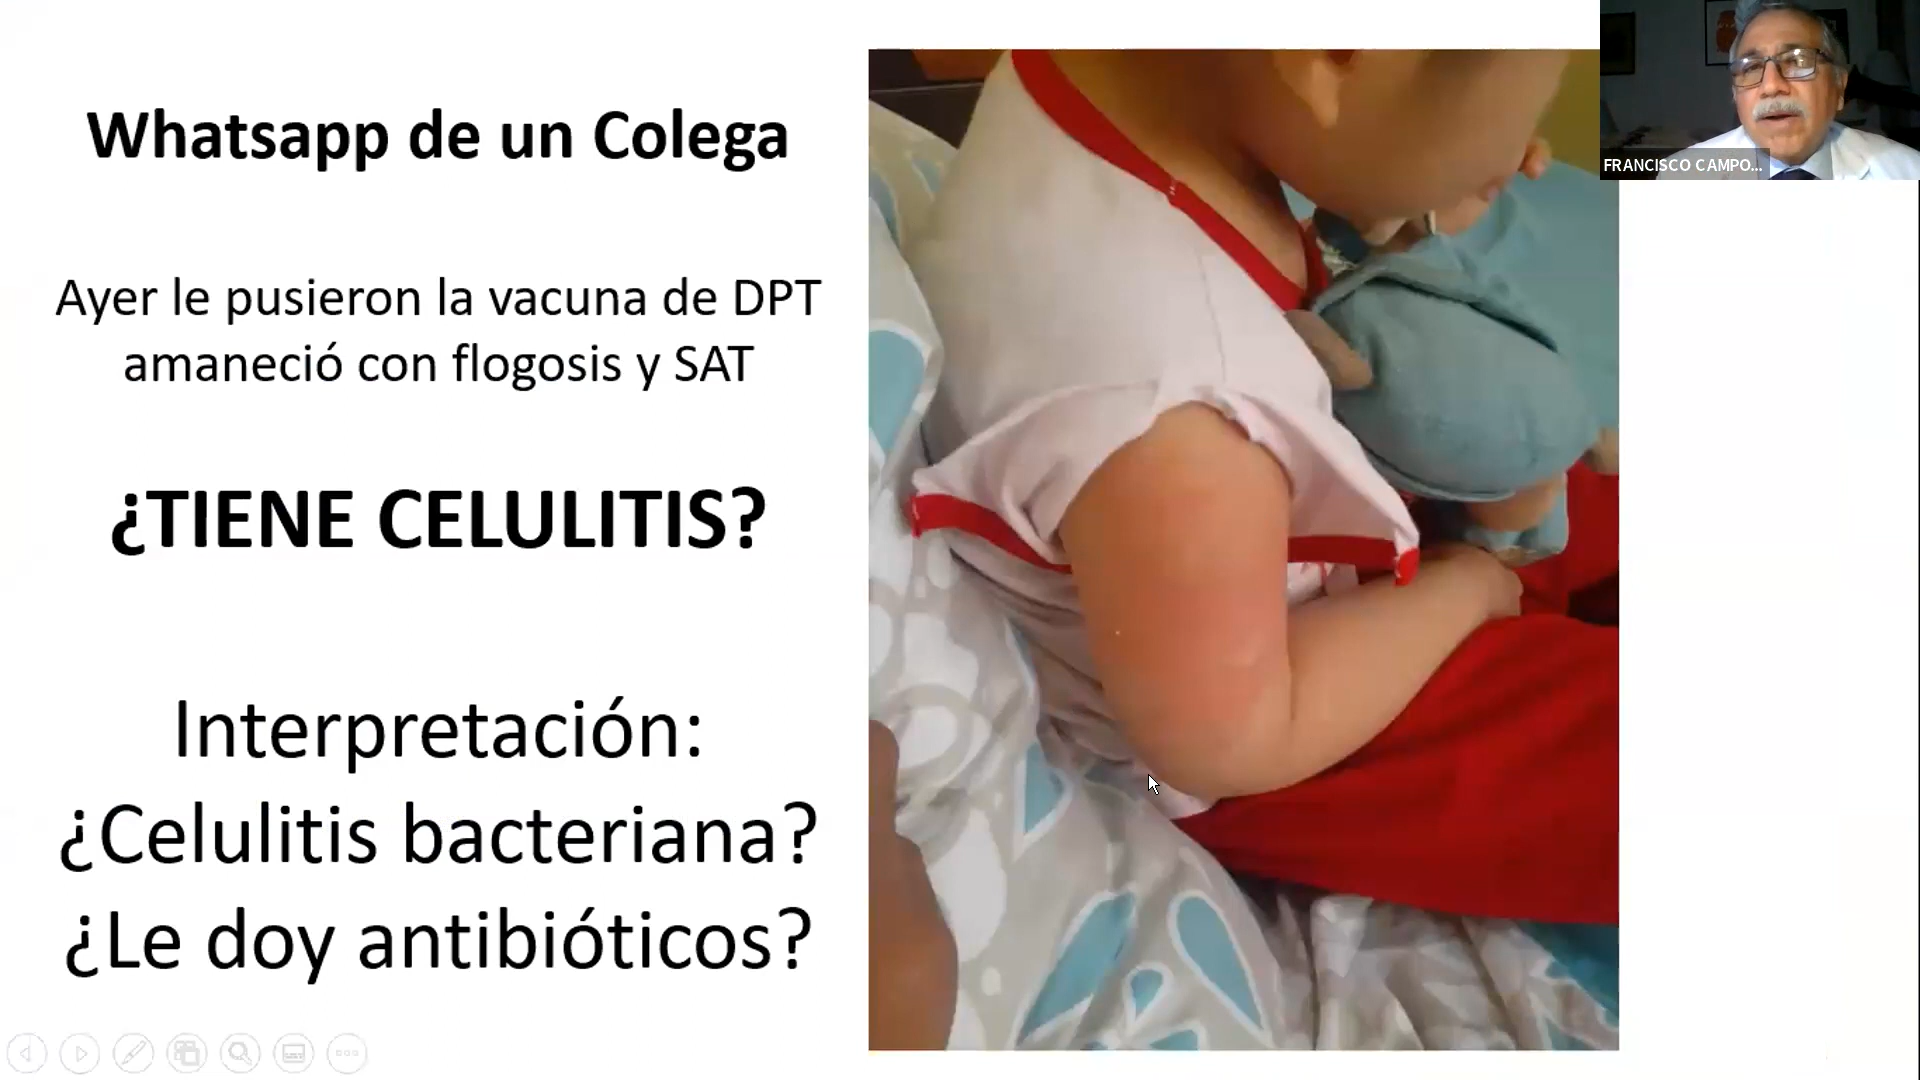 Whatsapp de un Colega
Ayer le pusieron la vacuna de DPT
amaneció con flogosis y SAT
¿TIENE CELULITIS?
Interpretación:
¿Celulitis bacteriana?
¿Le doy antibióticos?
FRANCISCO CAMPO...